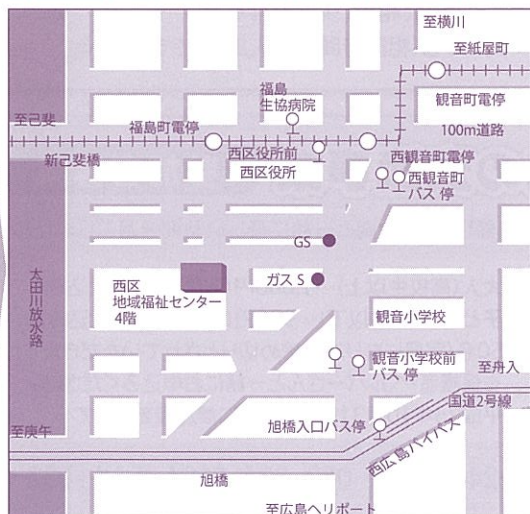 至横川
至紙屋町
福島
生協病院
観音町電停
至己斐
福島町電停
100m道路
新己斐橋
西区役所前
西区役所
西観音町電停
西観音町
バス 停
GS
太田川放水路
西区
地域福祉センター
4階
ガス S
観音小学校
観音小学校前
バス 停
至舟入
国道2号線
旭橋入口バス停
西広島バイパス
至庚午
旭橋
至広島ヘリポート